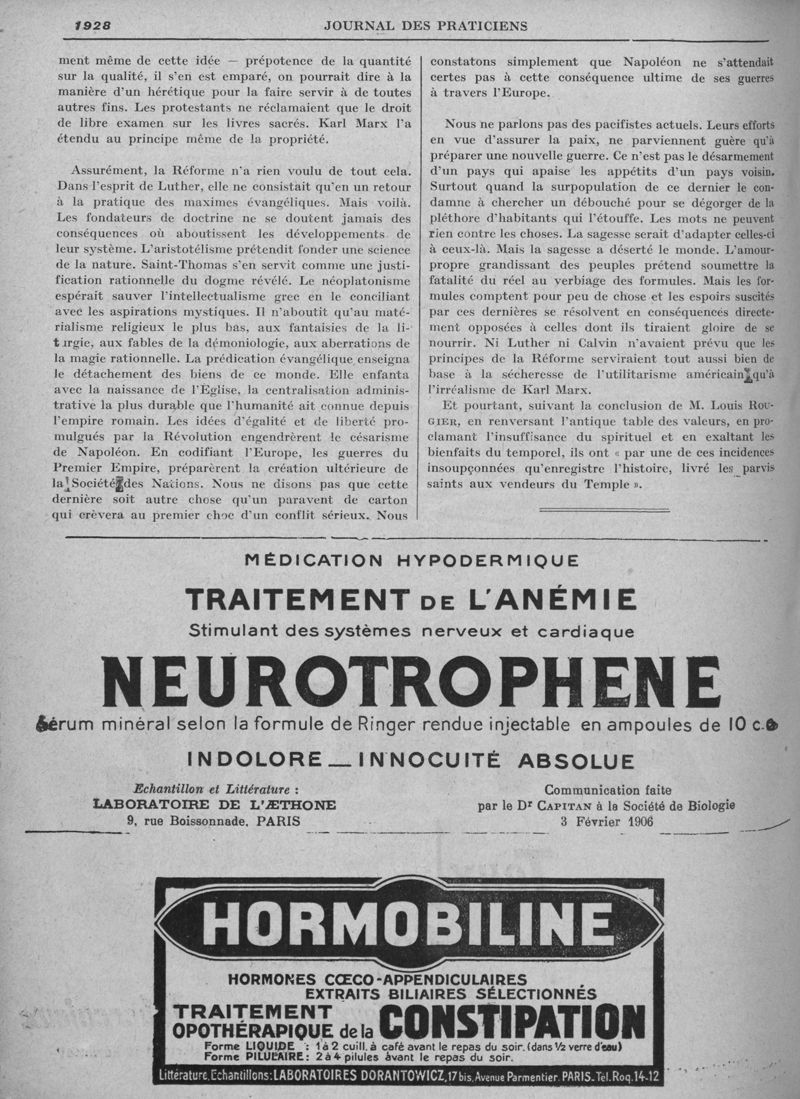 1928
JOURNAL DES PRATICIENS
ment même de cette idée — prépotence de la quantité
sur la qualité, il s'en est emparé, on pourrait dire à la
manière d'un hérétique pour la faire servir à de toutes
autres fins. Les protestants ne réclamaient que le droit
de libre examen sur les livres sacrés. Karl Marx l'a
étendu au principe même de la propriété.
Assurément, la Réforme n'a rien voulu de tout cela.
Dans l'esprit de Luther, elle ne consistait qu'en un retour
à la pratique des maximes évangéliques. Mais voilà.
Les fondateurs de doctrine ne se doutent jamais des
conséquences où aboutissent les développements de
leur système. L'aristotélisme prétendit fonder une science
de la nature. Saint-Thomas s'en servit comme une justi-
fication rationnelle du dogme révélé. Le néoplatonisme
espérait sauver l'intellectualisme grec en le conciliant
avec les aspirations mystiques. Il n'aboutit qu'au maté-
rialisme religieux le plus bas, aux fantaisies de la li-
turgie, aux fables de la démoniologie, aux aberrations de
la magie rationnelle. La prédication évangélique enseigna
le détachement des biens de ce monde. Elle enfanta
avec la naissance de l'Eglise, la centralisation adminis-
trative la plus durable que l'humanité ait connue depuis
l'empire romain. Les idées d'égalité et de liberté pro-
mulgués par la Révolution engendrèrent le césarisme
de Napoléon. En codifiant l'Europe, les guerres du
Premier Empire, préparèrent la création ultérieure de
la Société des Nations. Nous ne disons pas que cette
dernière soit autre chose qu'un paravent de carton
qui crèvera au premier choc d'un conflit sérieux. Nous
constatons simplement que Napoléon ne s'attendait
certes pas à cette conséquence ultime de ses guerres
à travers l'Europe.
Nous ne parlons pas des pacifistes actuels. Leurs efforts
en vue d'assurer la paix, ne parviennent guère qu'à
préparer une nouvelle guerre. Ce n'est pas le désarmement
d'un pays qui apaise les appétits d'un pays voisin.
Surtout quand la surpopulation de ce dernier le con-
damne à chercher un débouché pour se dégorger de la
pléthore d'habitants qui l'étouffe. Les mots ne peuvent
rien contre les choses. La sagesse serait d'adapter celles-ci
à ceux-là. Mais la sagesse a déserté le monde. L'amour-
propre grandissant des peuples prétend soumettre la
fatalité du réel au verbiage des formules. Mais les for-
mules comptent pour peu de chose et les espoirs suscités
par ces dernières se résolvent en conséquences directe-
ment opposées à celles dont ils tiraient gloire de se
nourrir. Ni Luther ni Calvin n'avaient prévu que les
principes de la Réforme serviraient tout aussi bien de
base à la sécheresse de l'utilitarisme américain qu'à
l'irréalisme de Karl Marx.
Et pourtant, suivant la conclusion de M. Louis ROU-
GIER, en renversant l'antique table des valeurs, en pro-
clamant l'insuffisance du spirituel et en exaltant les
bienfaits du temporel, ils ont « par une de ces incidences
insoupçonnées qu'enregistre l'histoire, livré les parvis
saints aux vendeurs du Temple ».
MÉDICATION HYPODERMIQUE
TRAITEMENT DE L'ANÉMIE
Stimulant des systèmes nerveux et cardiaque
NEUROTROPHENE
Sérum minéral selon la formule de Ringer rendue injectable en ampoules de 10 c.c
INDOLORE — INNOCUITÉ ABSOLUE
Echantillon et Littérature :
LABORATOIRE DE L'ÆTHONE
9, rue Boissonnade, PARIS
Communication faite
par le Dr CAPITAN à la Société de Biologie
3 Février 1906
HORMOBILINE
HORMONES CŒCO-APPENDICULAIRES
EXTRAITS BILIAIRES SÉLECTIONNÉS
TRAITEMENT
OPOTHÉRAPIQUE de la CONSTIPATION
Forme LIQUIDE : 1 à 2 cuill. à café avant le repas du soir. (dans ½ verre d'eau)
Forme PILULAIRE : 2 à 4 pilules avant le repas du soir.
Littérature, Echantillons: LABORATOIRES DORANTOWICZ, 17 bis, Avenue Parmentier. PARIS. Tél. Roq. 14-12